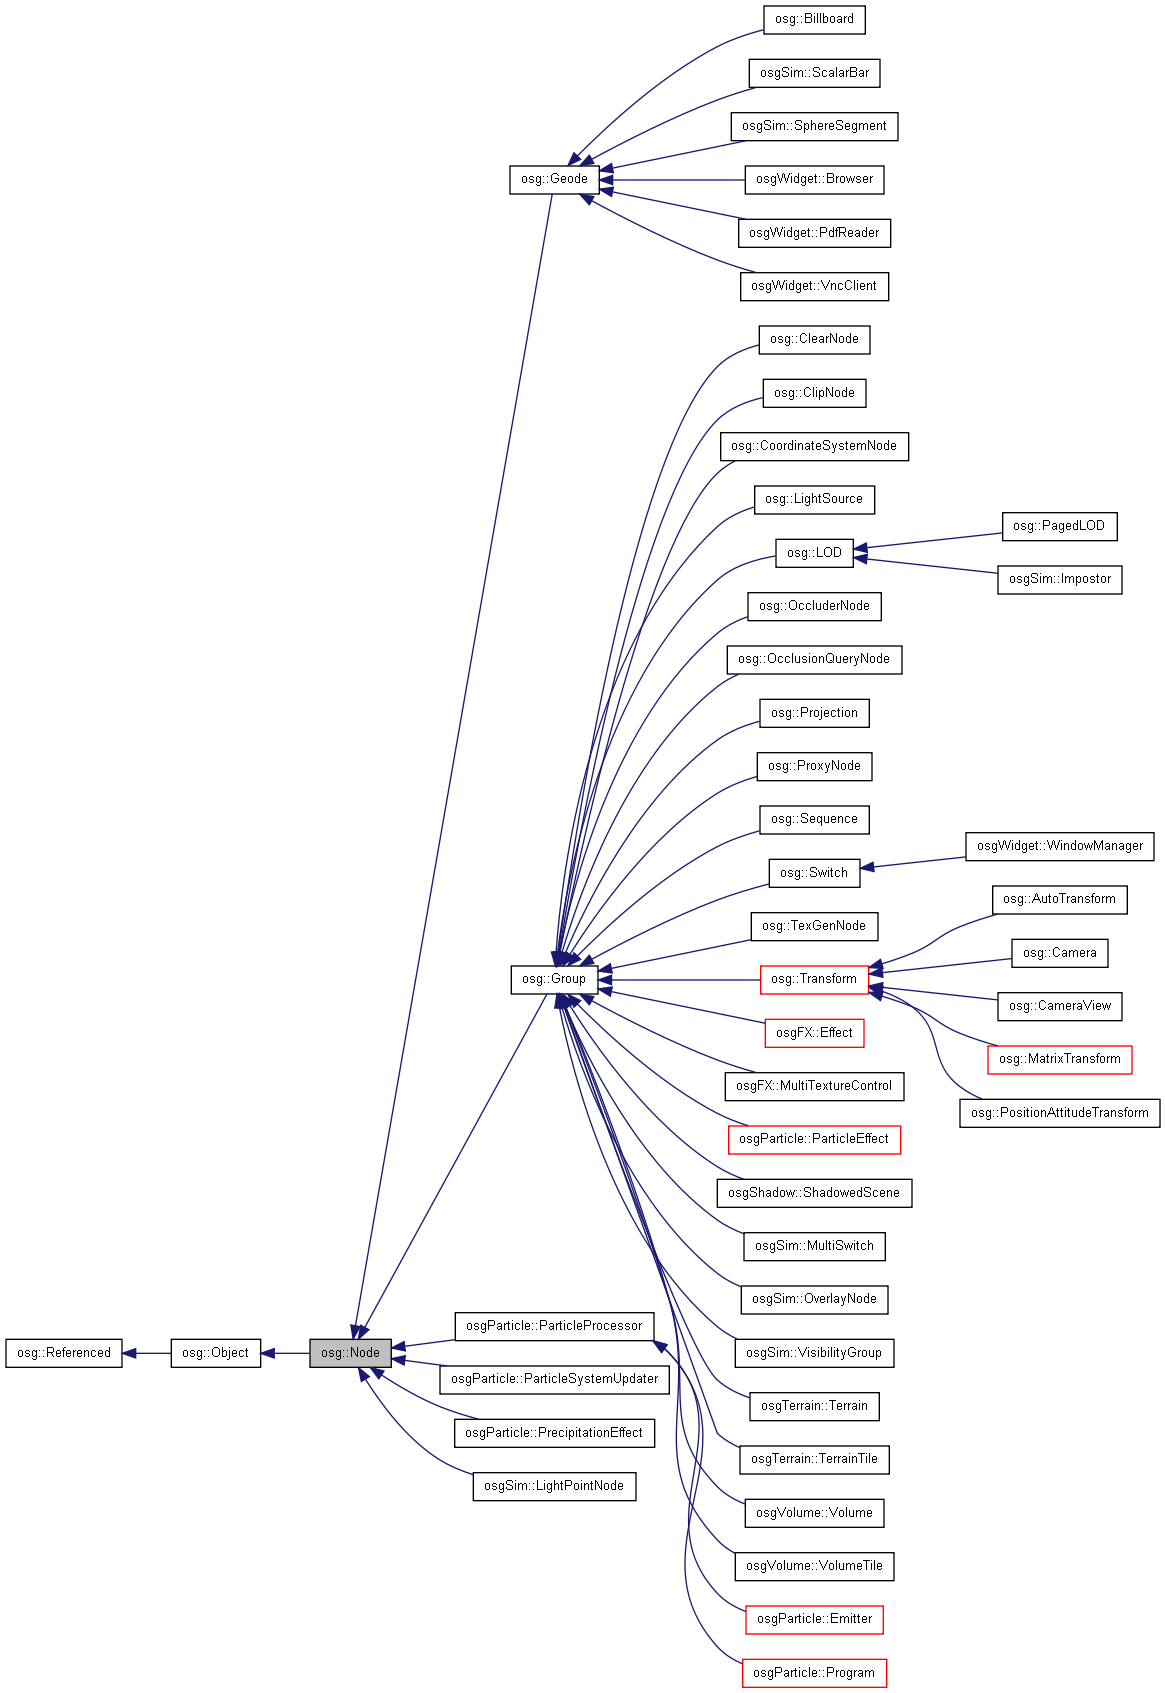 osg::Billboard
osgSim::ScalarBar
osgSim::SphereSegment
osg::Geode
osgWidget::Browser
osgWidget::PdfReader
osgWidget::VncClient
osg::ClearNode
osg::ClipNode
osg::CoordinateSystemNode
osg::LightSource
osg::PagedLOD
osg::LOD
osgSim::Impostor
osg::OccluderNode
osg::OcclusionQueryNode
osg::Projection
osg::ProxyNode
osg::Sequence
osgWidget::WindowManager
osg::Switch
osg::AutoTransform
osg::TexGenNode
osg::Camera
osg::Group
osg::Transform
osg::CameraView
osgFX::Effect
osg::MatrixTransform
osgFX::MultiTextureControl
osg::PositionAttitudeTransform
osgParticle::ParticleEffect
osgShadow::ShadowedScene
osgSim::MultiSwitch
osgSim::OverlayNode
osgParticle::ParticleProcessor
osg::Referenced
osg::Object
osg::Node
osgSim::VisibilityGroup
osgParticle::ParticleSystemUpdater
osgTerrain::Terrain
osgParticle::PrecipitationEffect
osgTerrain::TerrainTile
osgSim::LightPointNode
osgVolume::Volume
osgVolume::VolumeTile
osgParticle::Emitter
osgParticle::Program